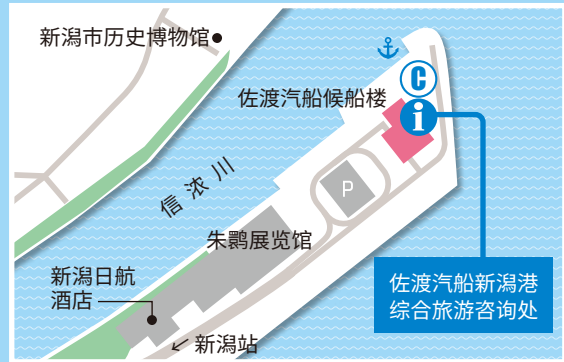 新潟市历史博物馆
C
佐渡汽船候船楼
i
信浓川
P
朱鹮展览馆
新潟日航
酒店
佐渡汽船新潟港
综合旅游咨询处
↙ 新潟站